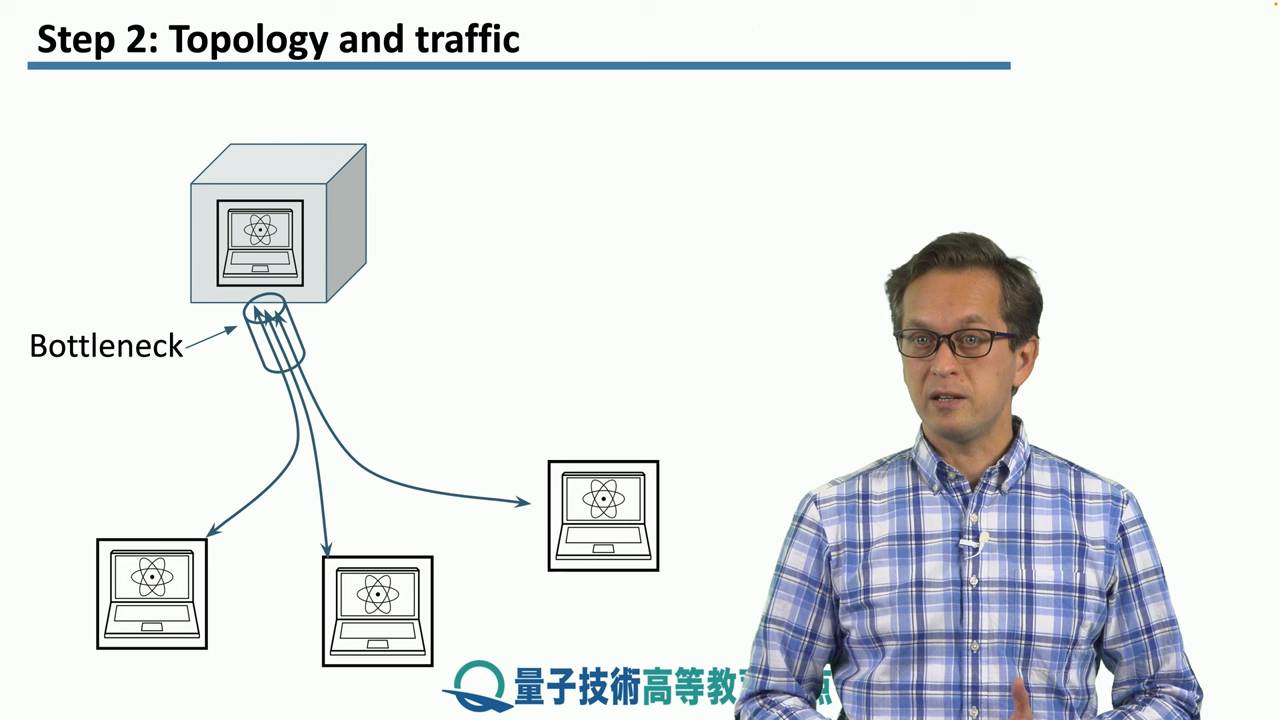 Step 2: Topology and traffic
Bottleneck
量子技術高等教